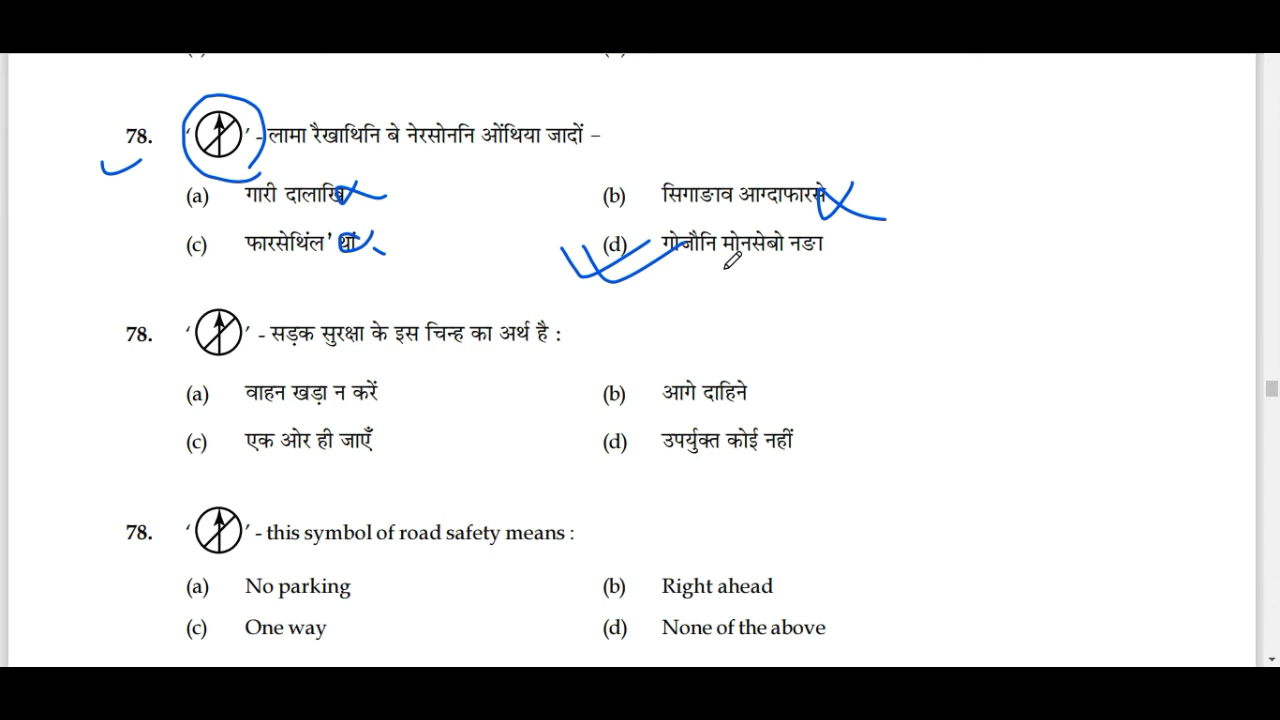 78. ' ' - लामा रैखाथिनि बे नेरसोननि ओंथिया जादों –
(a) गारी दालाखि (b) सिगाङाव आग्दाफारसे
(c) फारसेथिंल' थां (d) गोजौनि मोनसेबो नङा
78. ' ' - सड़क सुरक्षा के इस चिन्ह का अर्थ है :
(a) वाहन खड़ा न करें (b) आगे दाहिने
(c) एक ओर ही जाएँ (d) उपर्युक्त कोई नहीं
78. ' ' - this symbol of road safety means :
(a) No parking (b) Right ahead
(c) One way (d) None of the above